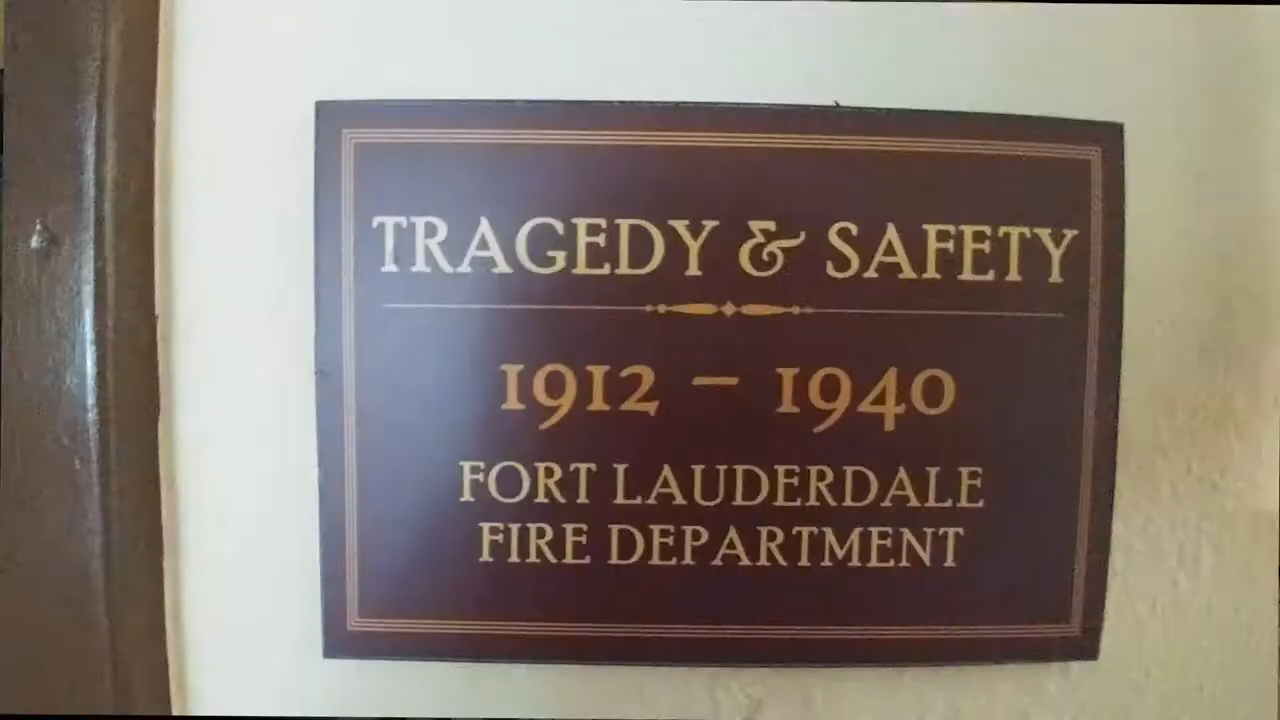 TRAGEDY & SAFETY
1912 – 1940
FORT LAUDERDALE
FIRE DEPARTMENT